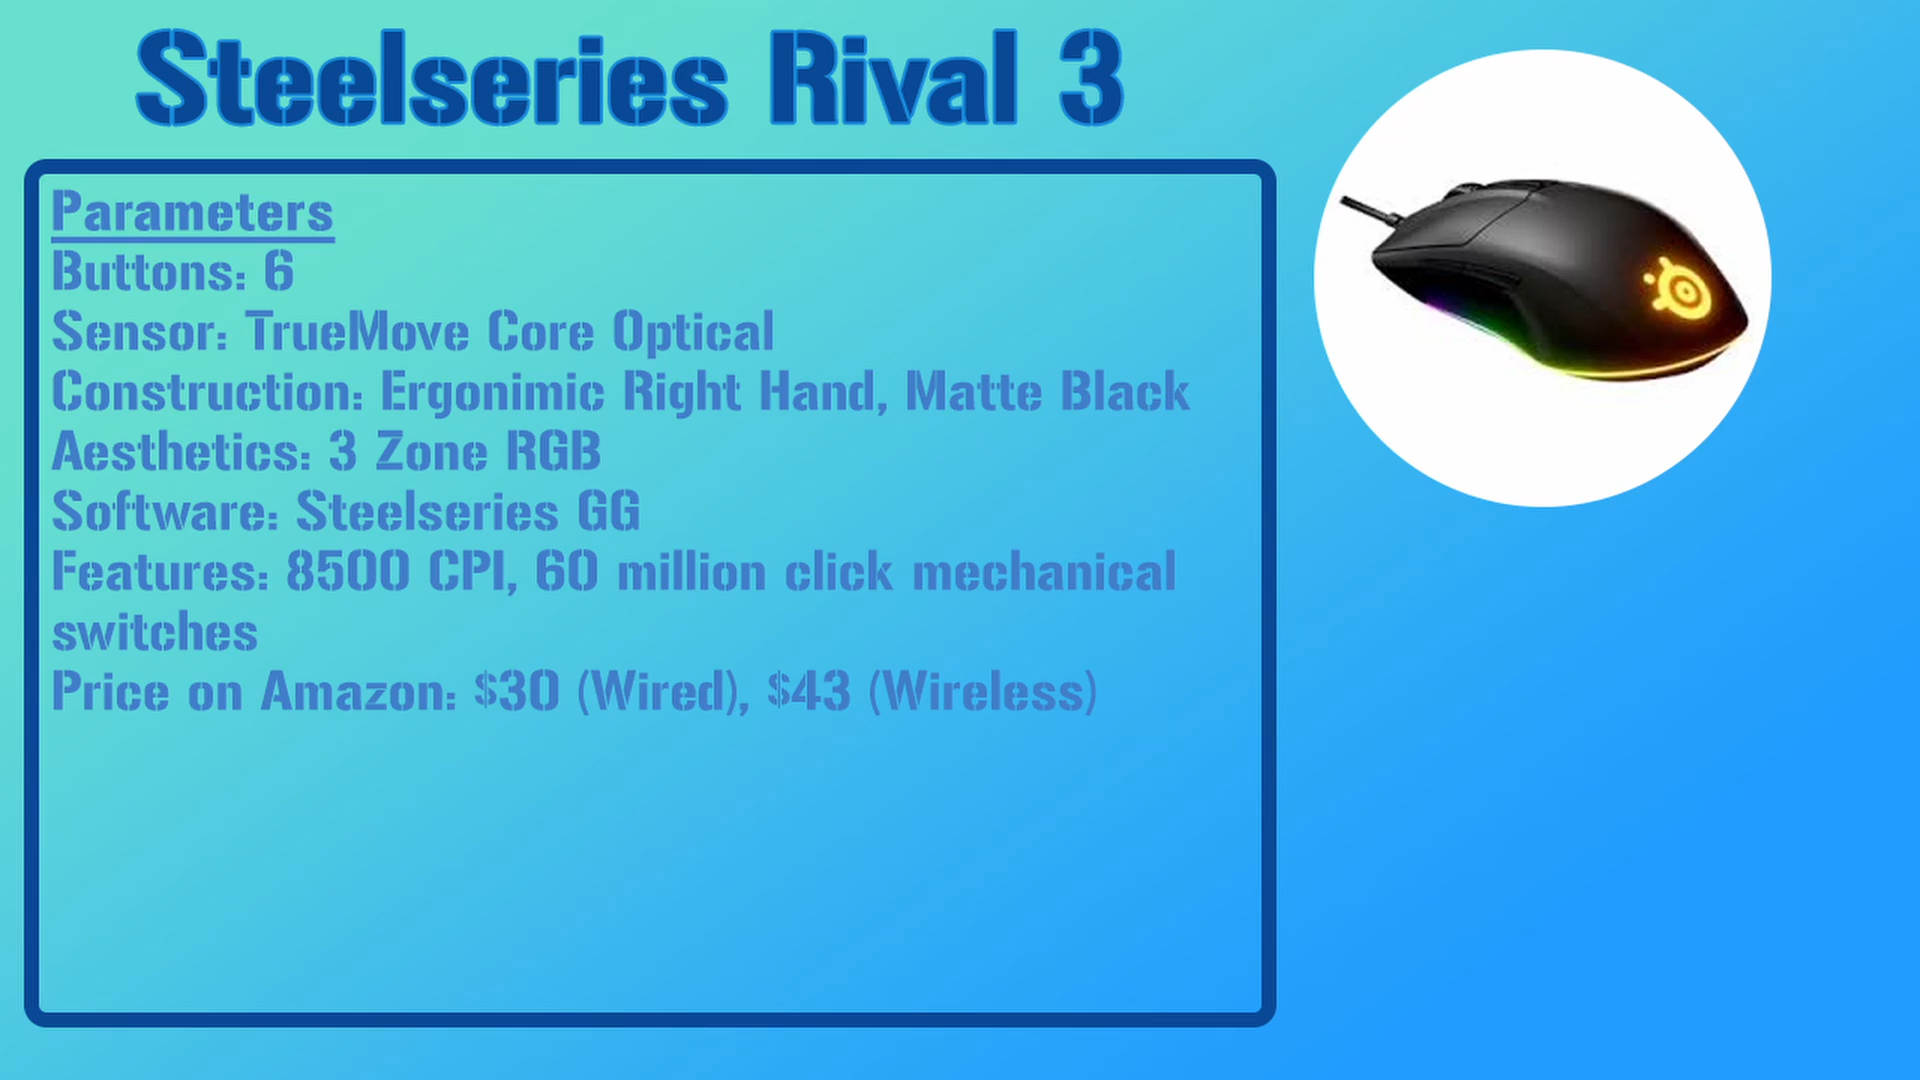 Steelseries Rival 3
Parameters
Buttons: 6
Sensor: TrueMove Core Optical
Construction: Ergonimic Right Hand, Matte Black
Aesthetics: 3 Zone RGB
Software: Steelseries GG
Features: 8500 CPI, 60 million click mechanical
switches
Price on Amazon: $30 (Wired), $43 (Wireless)